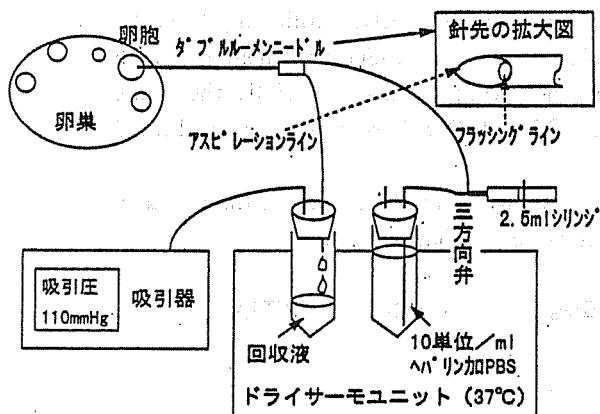 卵胞
ﾀﾞﾌﾞﾙﾙｰﾒﾝﾆｰﾄﾞﾙ
針先の拡大図
卵巣
ｱｽﾋﾟﾚｰｼｮﾝﾗｲﾝ
ﾌﾗｯｼﾝｸﾞﾗｲﾝ
三方向弁
2.5mlｼﾘﾝｼﾞ
吸引圧
110mmHg
吸引器
回収液
10単位/ml
ﾍﾊﾟﾘﾝ加PBS
ドライサーモユニット (37℃)